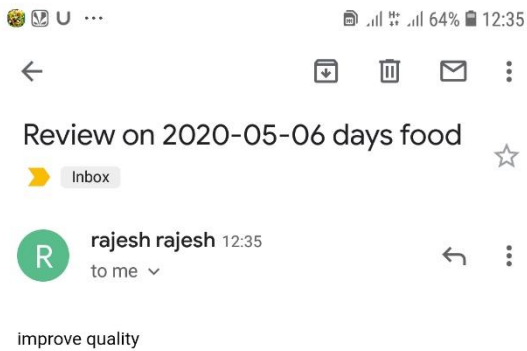 U ... 64% 12:35
Review on 2020-05-06 days food
Inbox
R rajesh rajesh 12:35
to me
improve quality